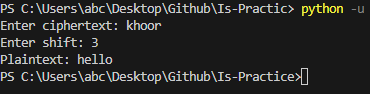 PS C:\Users\abc\Desktop\Github\Is-Practic> python -u
Enter ciphertext: khoor
Enter shift: 3
Plaintext: hello
PS C:\Users\abc\Desktop\Github\Is-Practice>